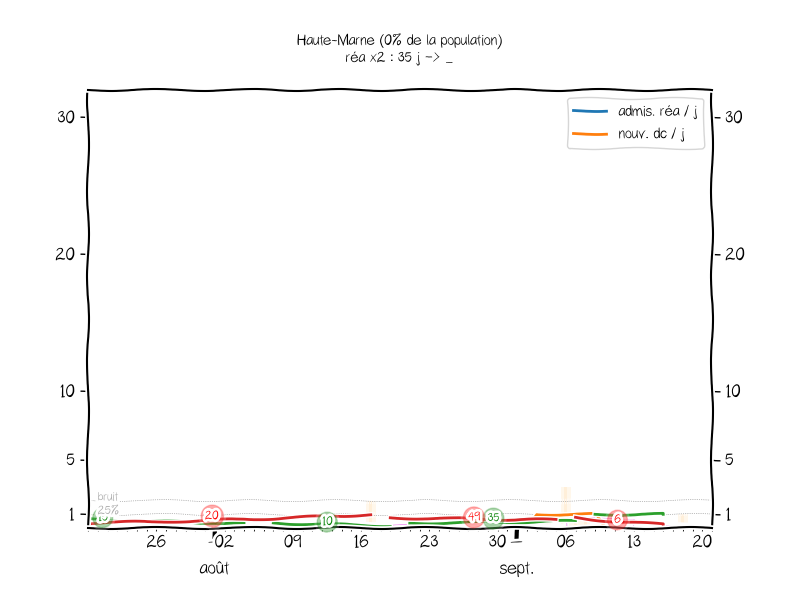 Haute-Marne (0% de la population)
réa x2 : 35 j -> _
admis. réa / j
nouv. dc / j
30 30
20 20
10 10
5 5
bruit
25%
1 1
20 10 49 35 6
26 02 09 16 23 30 06 13 20
août sept.